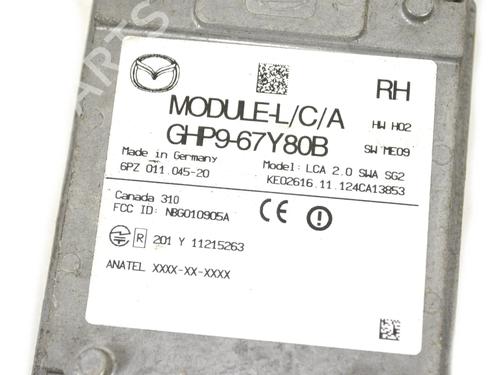 RH
MODULE-L/C/A
HW H02
GHP9-67Y80B
SW ME09
Made in Germany
Model: LCA 2.0 SWA SG2
6PZ 011.045-20
KE02616.11.124CA13853
Canada 310
FCC ID: NBG010905A
CE
R 201 Y 11215263
ANATEL XXXX-XX-XXXX